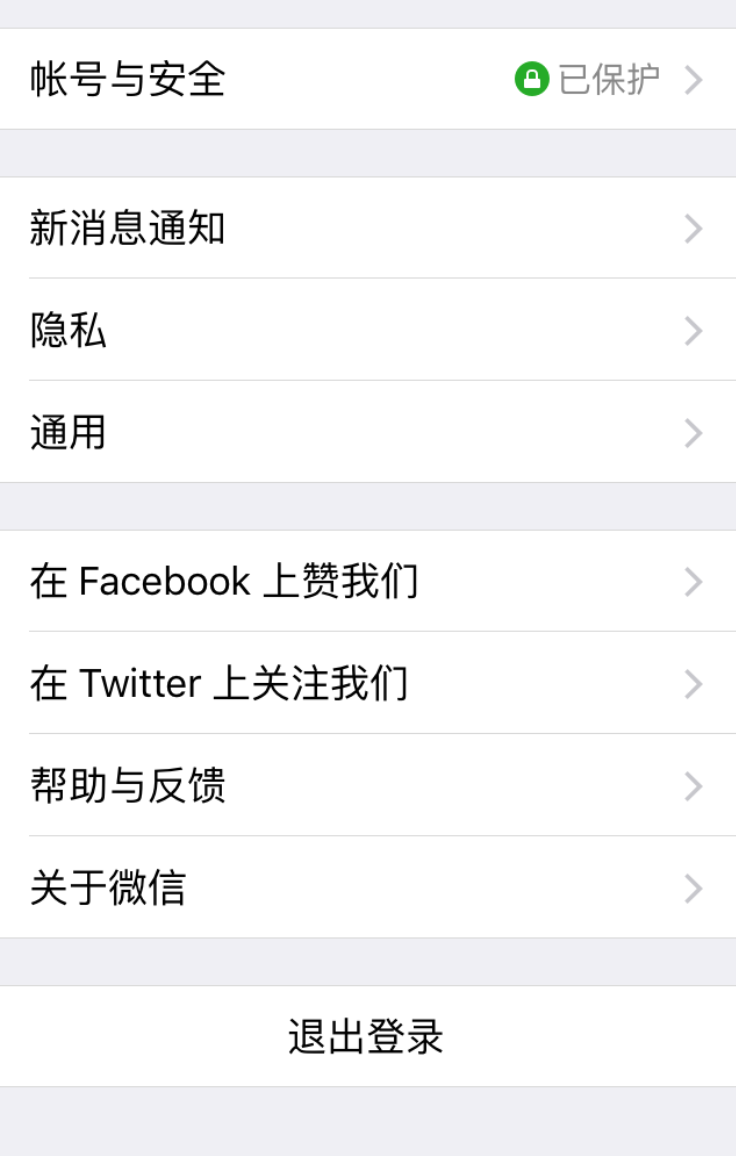 帐号与安全 已保护
新消息通知
隐私
通用
在 Facebook 上赞我们
在 Twitter 上关注我们
帮助与反馈
关于微信
退出登录